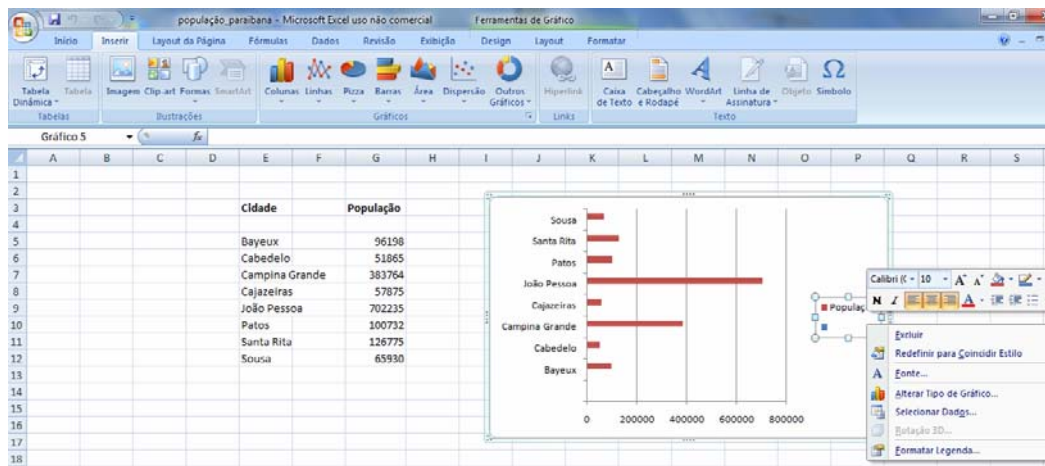 população_paraibana - Microsoft Excel uso não comercial
Ferramentas de Gráfico
Início Inserir Layout da Página Fórmulas Dados Revisão Exibição Design Layout Formatar
Tabela Dinâmica
Tabela
Imagem
Clip-art
Formas
SmartArt
Colunas
Linhas
Pizza
Barras
Área
Dispersão
Outros Gráficos
Hiperlink
Caixa de Texto
Cabeçalho e Rodapé
WordArt
Linha de Assinatura
Objeto
Símbolo
Tabelas Ilustrações Gráficos Links Texto
Gráfico 5 fx
A B C D E F G H I J K L M N O P Q R S
1
2
3 Cidade População
4
5 Bayeux 96198
6 Cabedelo 51865
7 Campina Grande 383764
8 Cajazeiras 57875
9 João Pessoa 702235
10 Patos 100732
11 Santa Rita 126775
12 Sousa 65930
13
14
15
16
17
18
Sousa
Santa Rita
Patos
João Pessoa
Cajazeiras
Campina Grande
Cabedelo
Bayeux
0 200000 400000 600000 800000
Populaç
Calibri (C 10 A A
N I A
Excluir
Redefinir para Coincidir Estilo
Fonte...
Alterar Tipo de Gráfico...
Selecionar Dados...
Rotação 3D...
Formatar Legenda...